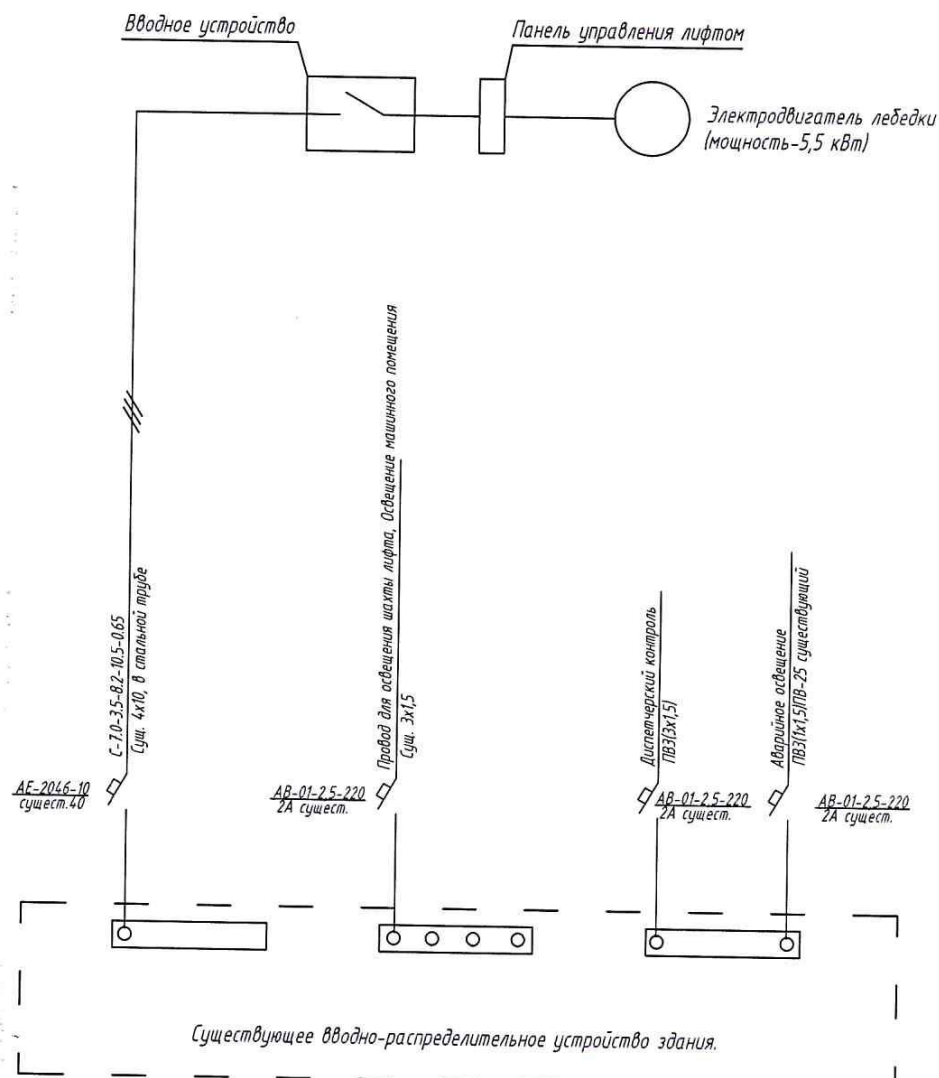 Вводное устройство
Панель управления лифтом
Электродвигатель лебедки
(мощность-5,5 кВт)
С-7.0-3.5-8.2-10.5-0.65
Сущ. 4х10, в стальной трубе
Провод для освещения шахты лифта, Освещение машинного помещения
Сущ. 3х1,5
Диспетчерский контроль
ПВ3(3х1,5)
Аварийное освещение
ПВ3(1х1,5)ПВ-25 существующий
АЕ-2046-10
сущест.40
АВ-01-2,5-220
2А сущест.
АВ-01-2,5-220
2А сущест.
АВ-01-2,5-220
2А сущест.
Существующее вводно-распределительное устройство здания.